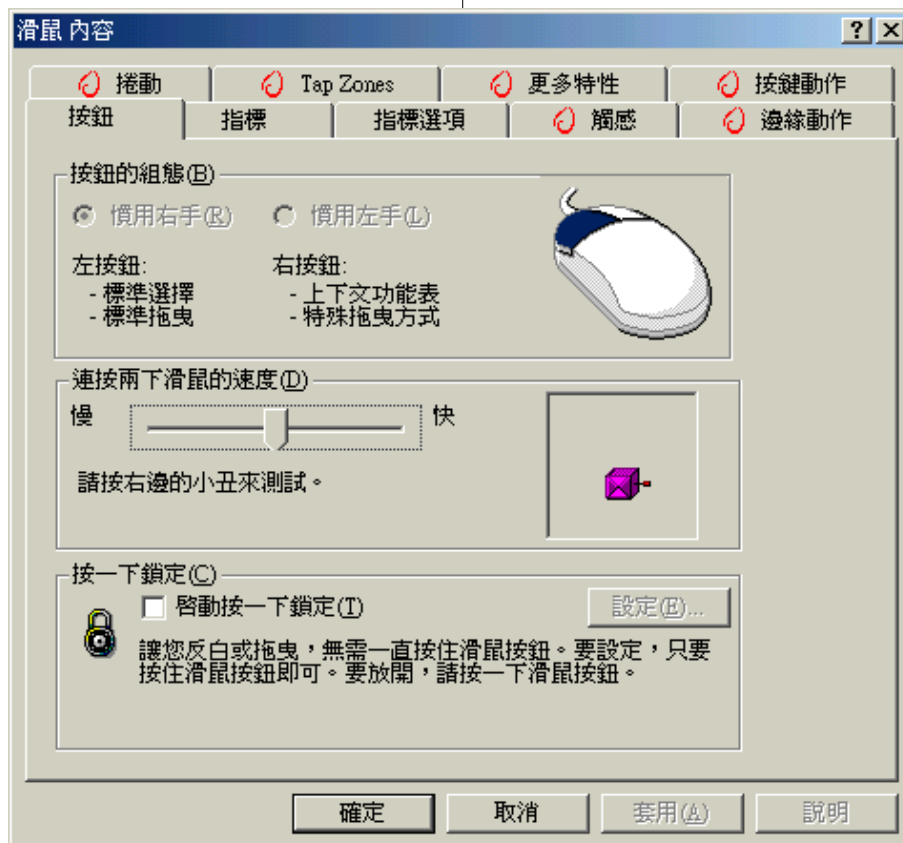 滑鼠 內容
捲動 Tap Zones 更多特性 按鍵動作
按鈕 指標 指標選項 觸感 邊緣動作
按鈕的組態(B)
慣用右手(R) 慣用左手(L)
左按鈕: 右按鈕:
- 標準選擇 - 上下文功能表
- 標準拖曳 - 特殊拖曳方式
連按兩下滑鼠的速度(D)
慢 快
請按右邊的小丑來測試。
按一下鎖定(C)
啓動按一下鎖定(T) 設定(E)...
讓您反白或拖曳，無需一直按住滑鼠按鈕。要設定，只要
按住滑鼠按鈕即可。要放開，請按一下滑鼠按鈕。
確定 取消 套用(A) 說明